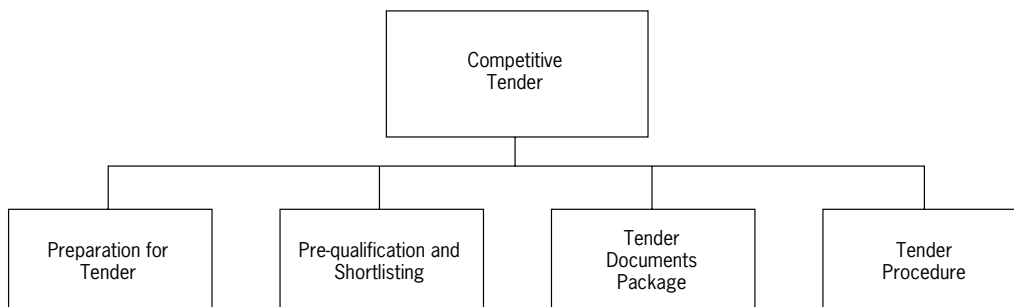 Competitive
Tender
Preparation for
Tender
Pre-qualification and
Shortlisting
Tender
Documents
Package
Tender
Procedure